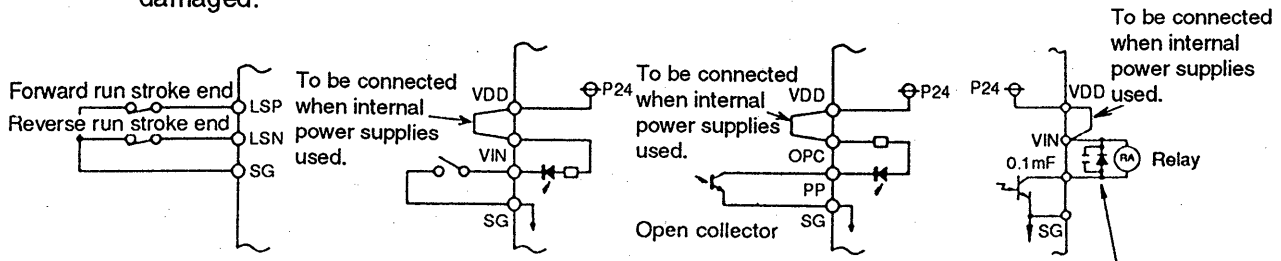 damaged.
Forward run stroke end
LSP
Reverse run stroke end
LSN
SG
To be connected
when internal
power supplies
used.
VDD
P24
VIN
SG
To be connected
when internal
power supplies
used.
VDD
P24
OPC
PP
SG
Open collector
To be connected
when internal
power supplies
used.
P24
VDD
VIN
0.1mF
RA
Relay
SG